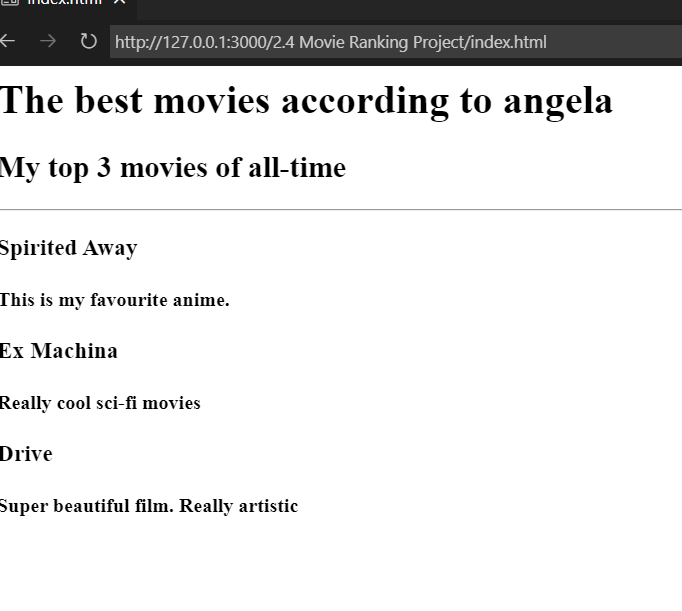 index.html
http://127.0.0.1:3000/2.4 Movie Ranking Project/index.html
The best movies according to angela
My top 3 movies of all-time
Spirited Away
This is my favourite anime.
Ex Machina
Really cool sci-fi movies
Drive
Super beautiful film. Really artistic